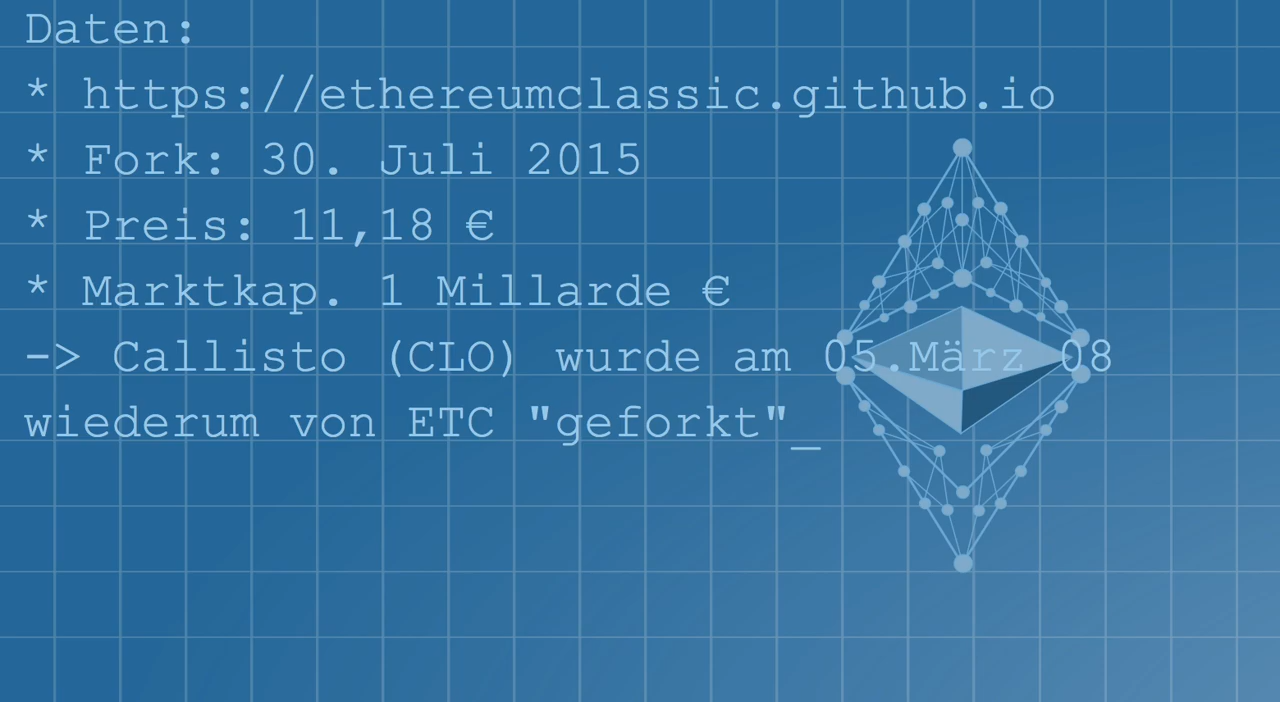 Daten:
* https://ethereumclassic.github.io
* Fork: 30. Juli 2015
* Preis: 11,18 €
* Marktkap. 1 Millarde €
-> Callisto (CLO) wurde am 05.März 08
wiederum von ETC "geforkt"_